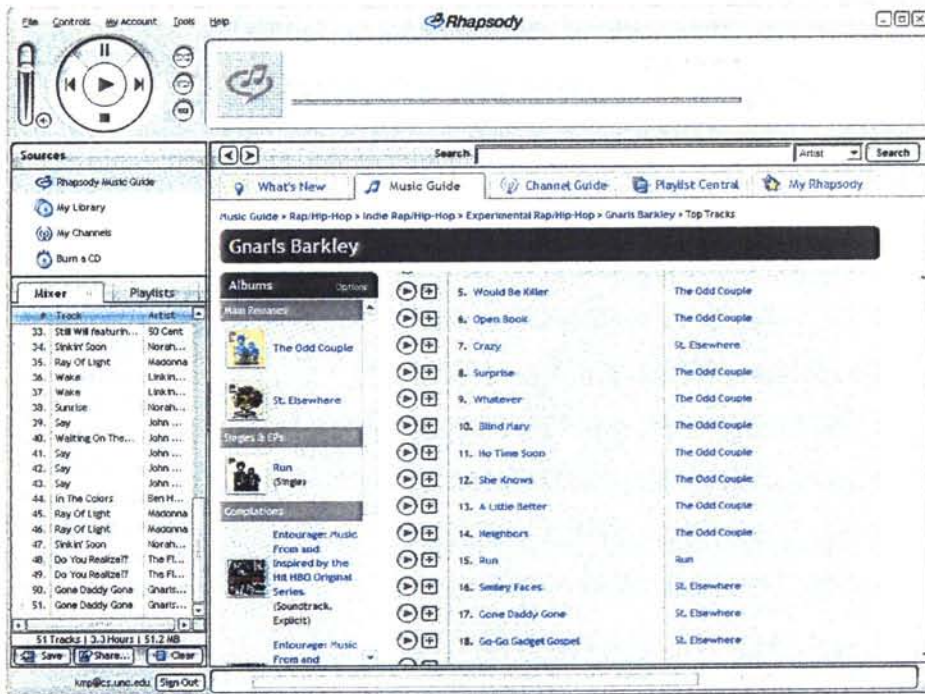 File Controls My Account Tools Help
Rhapsody
Sources
Rhapsody Music Guide
My Library
My Channels
Burn a CD
Search Artist Search
What's New Music Guide Channel Guide Playlist Central My Rhapsody
Music Guide > Rap/Hip-Hop > Indie Rap/Hip-Hop > Experimental Rap/Hip-Hop > Gnarls Barkley > Top Tracks
Gnarls Barkley
Mixer Playlists
# Track Artist
33. Still Will featurin... 50 Cent
34. Sinkin' Soon Norah...
35. Ray Of Light Madonna
36. Wake Linkin...
37. Wake Linkin...
38. Sunrise Norah...
39. Say John ...
40. Waiting On The... John ...
41. Say John ...
42. Say John ...
43. Say John ...
44. In The Colors Ben H...
45. Ray Of Light Madonna
46. Ray Of Light Madonna
47. Sinkin' Soon Norah...
48. Do You Realize?? The Fl...
49. Do You Realize?? The Fl...
50. Gone Daddy Gone Gnarls...
51. Gone Daddy Gone Gnarls...
51 Tracks | 3.3 Hours | 51.2 MB
Save Share... Clear
kmp@cs.unc.edu Sign Out
Albums Options
Main Releases
The Odd Couple
St. Elsewhere
Singles & EPs
Run
(Single)
Compilations
Entourage: Music
From and
Inspired by the
Hit HBO Original
Series
(Soundtrack,
Explicit)
Entourage: Music
From and
5. Would Be Killer The Odd Couple
6. Open Book The Odd Couple
7. Crazy St. Elsewhere
8. Surprise The Odd Couple
9. Whatever The Odd Couple
10. Blind Mary The Odd Couple
11. No Time Soon The Odd Couple
12. She Knows The Odd Couple
13. A Little Better The Odd Couple
14. Neighbors The Odd Couple
15. Run Run
16. Smiley Faces St. Elsewhere
17. Gone Daddy Gone St. Elsewhere
18. Go-Go Gadget Gospel St. Elsewhere